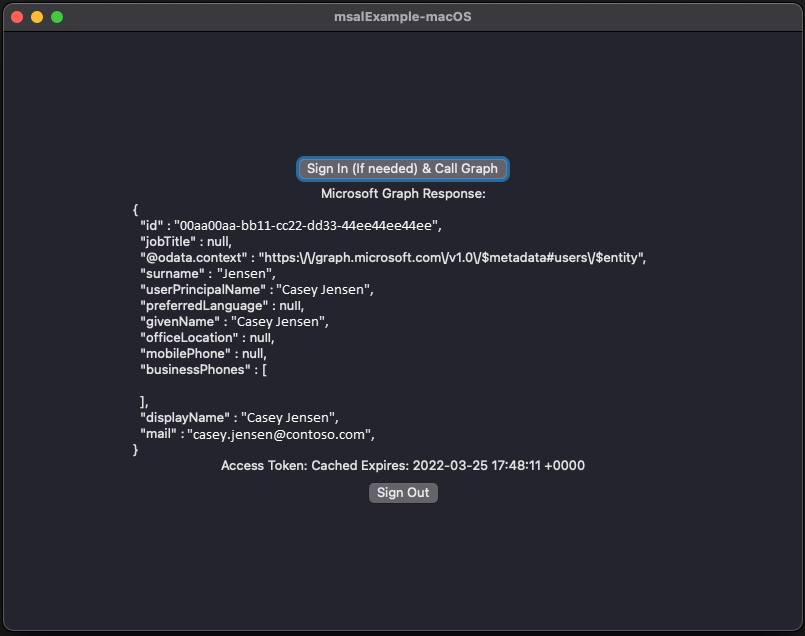 msalExample-macOS
Sign In (If needed) & Call Graph
Microsoft Graph Response:
{
"id" : "00aa00aa-bb11-cc22-dd33-44ee44ee44ee",
"jobTitle" : null,
"@odata.context" : "https:\/\/graph.microsoft.com\/v1.0\/$metadata#users\/$entity",
"surname" : "Jensen",
"userPrincipalName" : "Casey Jensen",
"preferredLanguage" : null,
"givenName" : "Casey Jensen",
"officeLocation" : null,
"mobilePhone" : null,
"businessPhones" : [
],
"displayName" : "Casey Jensen",
"mail" : "casey.jensen@contoso.com",
}
Access Token: Cached Expires: 2022-03-25 17:48:11 +0000
Sign Out